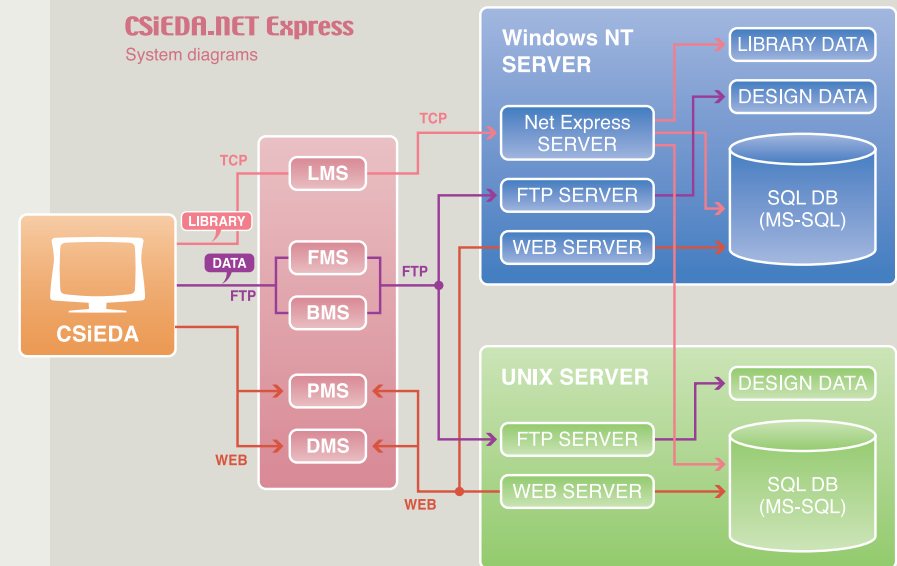 CSiEDA.NET Express
System diagrams
TCP
LIBRARY
DATA
FTP
CSiEDA
WEB
LMS
FMS
BMS
PMS
DMS
TCP
FTP
WEB
Windows NT
SERVER
Net Express
SERVER
FTP SERVER
WEB SERVER
LIBRARY DATA
DESIGN DATA
SQL DB
(MS-SQL)
UNIX SERVER
FTP SERVER
WEB SERVER
DESIGN DATA
SQL DB
(MS-SQL)